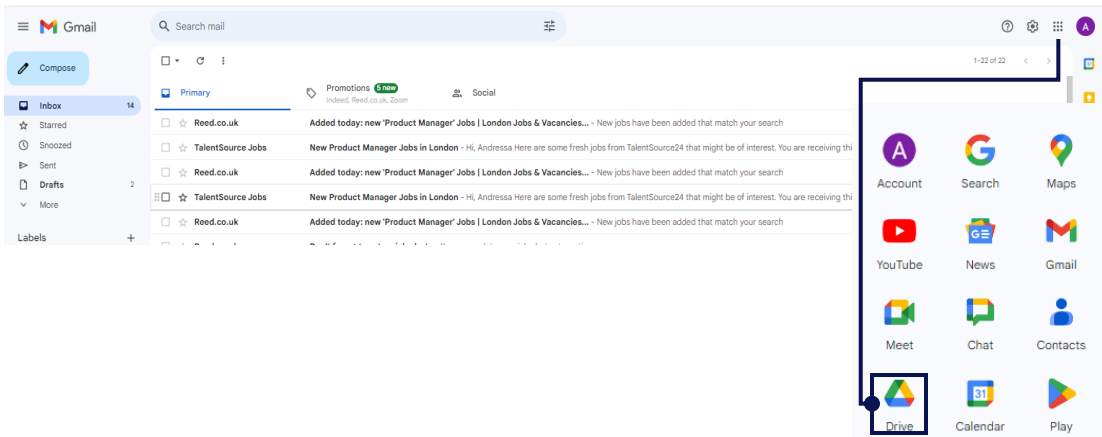 Gmail
Search mail
A
Compose
1–22 of 22
Primary
Promotions 5 new
Indeed, Reed.co.uk, Zoom
Social
Inbox 14
Starred
Snoozed
Sent
Drafts 2
More
Labels
Reed.co.uk Added today: new 'Product Manager' Jobs | London Jobs & Vacancies... - New jobs have been added that match your search
TalentSource Jobs New Product Manager Jobs in London - Hi, Andressa Here are some fresh jobs from TalentSource24 that might be of interest. You are receiving thi
Reed.co.uk Added today: new 'Product Manager' Jobs | London Jobs & Vacancies... - New jobs have been added that match your search
TalentSource Jobs New Product Manager Jobs in London - Hi, Andressa Here are some fresh jobs from TalentSource24 that might be of interest. You are receiving thi
Reed.co.uk Added today: new 'Product Manager' Jobs | London Jobs & Vacancies... - New jobs have been added that match your search
A
Account Search Maps
GE
YouTube News Gmail
Meet Chat Contacts
31
Drive Calendar Play